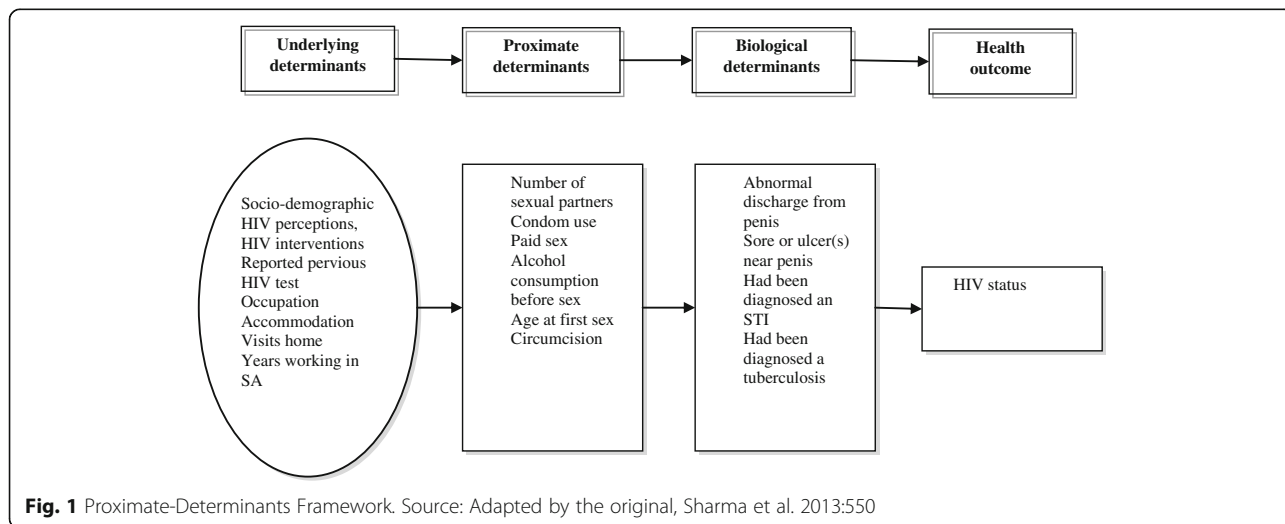 Underlying
determinants
Proximate
determinants
Biological
determinants
Health
outcome
Socio-demographic
HIV perceptions,
HIV interventions
Reported pervious
HIV test
Occupation
Accommodation
Visits home
Years working in
SA
Number of
sexual partners
Condom use
Paid sex
Alcohol
consumption
before sex
Age at first sex
Circumcision
Abnormal
discharge from
penis
Sore or ulcer(s)
near penis
Had been
diagnosed an
STI
Had been
diagnosed a
tuberculosis
HIV status
Fig. 1 Proximate-Determinants Framework. Source: Adapted by the original, Sharma et al. 2013:550